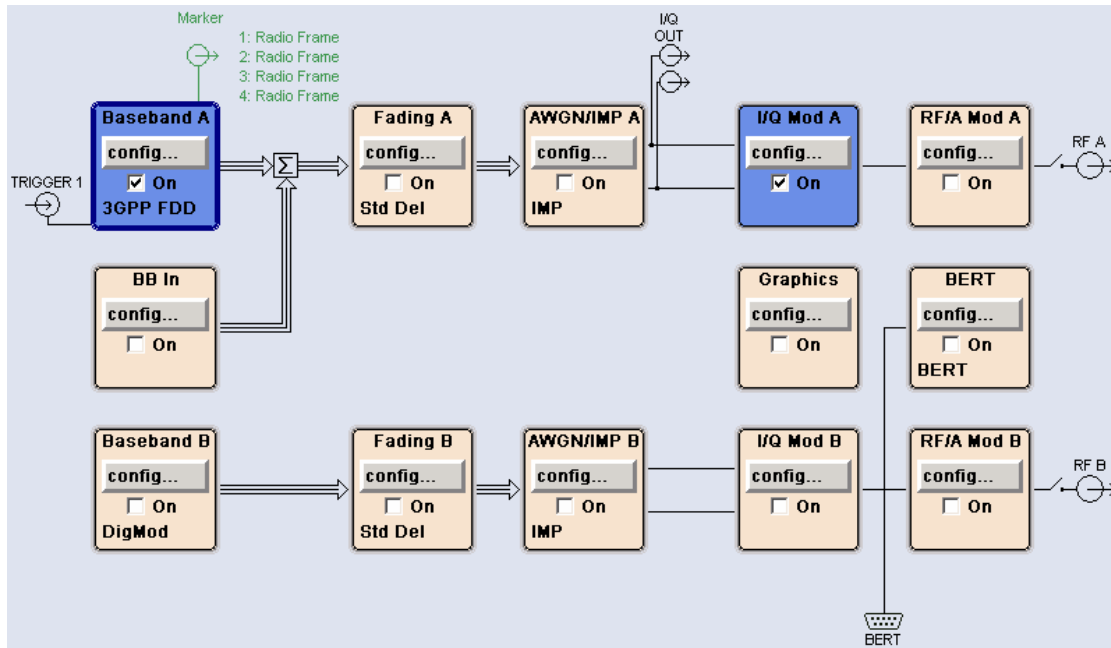 Marker
1: Radio Frame
2: Radio Frame
3: Radio Frame
4: Radio Frame
I/Q
OUT
Baseband A
config...
On
3GPP FDD
TRIGGER 1
Σ
Fading A
config...
On
Std Del
AWGN/IMP A
config...
On
IMP
I/Q Mod A
config...
On
RF/A Mod A
config...
On
RF A
BB In
config...
On
Graphics
config...
On
BERT
config...
On
BERT
Baseband B
config...
On
DigMod
Fading B
config...
On
Std Del
AWGN/IMP B
config...
On
IMP
I/Q Mod B
config...
On
RF/A Mod B
config...
On
RF B
BERT